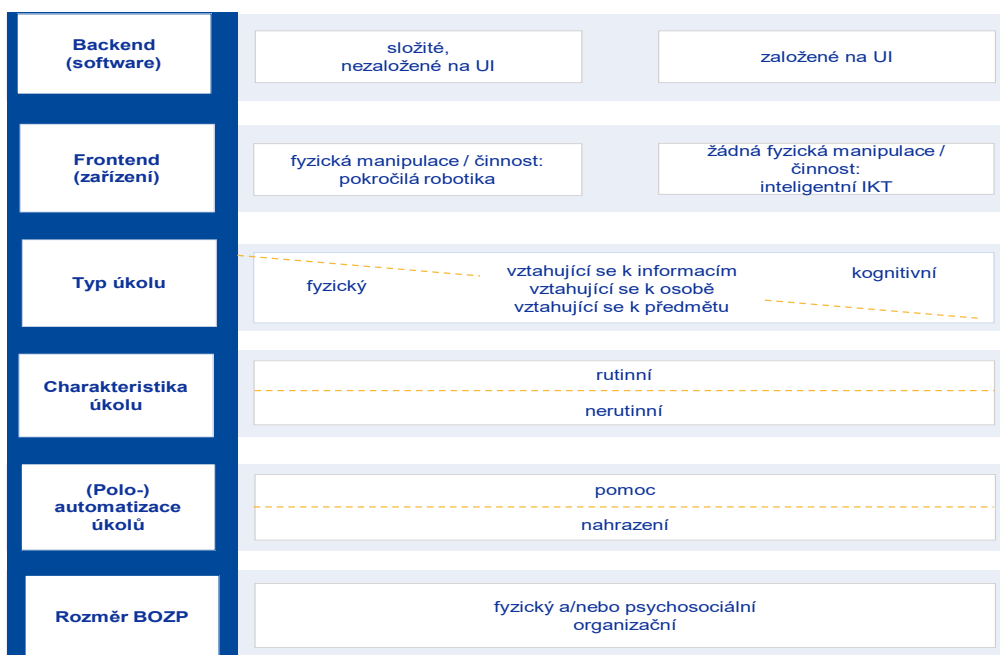 Backend
(software)
složité,
nezaložené na UI
založené na UI
Frontend
(zařízení)
fyzická manipulace / činnost:
pokročilá robotika
žádná fyzická manipulace /
činnost:
inteligentní IKT
Typ úkolu
fyzický
vztahující se k informacím
vztahující se k osobě
vztahující se k předmětu
kognitivní
Charakteristika
úkolu
rutinní
nerutinní
(Polo-)
automatizace
úkolů
pomoc
nahrazení
Rozměr BOZP
fyzický a/nebo psychosociální
organizační